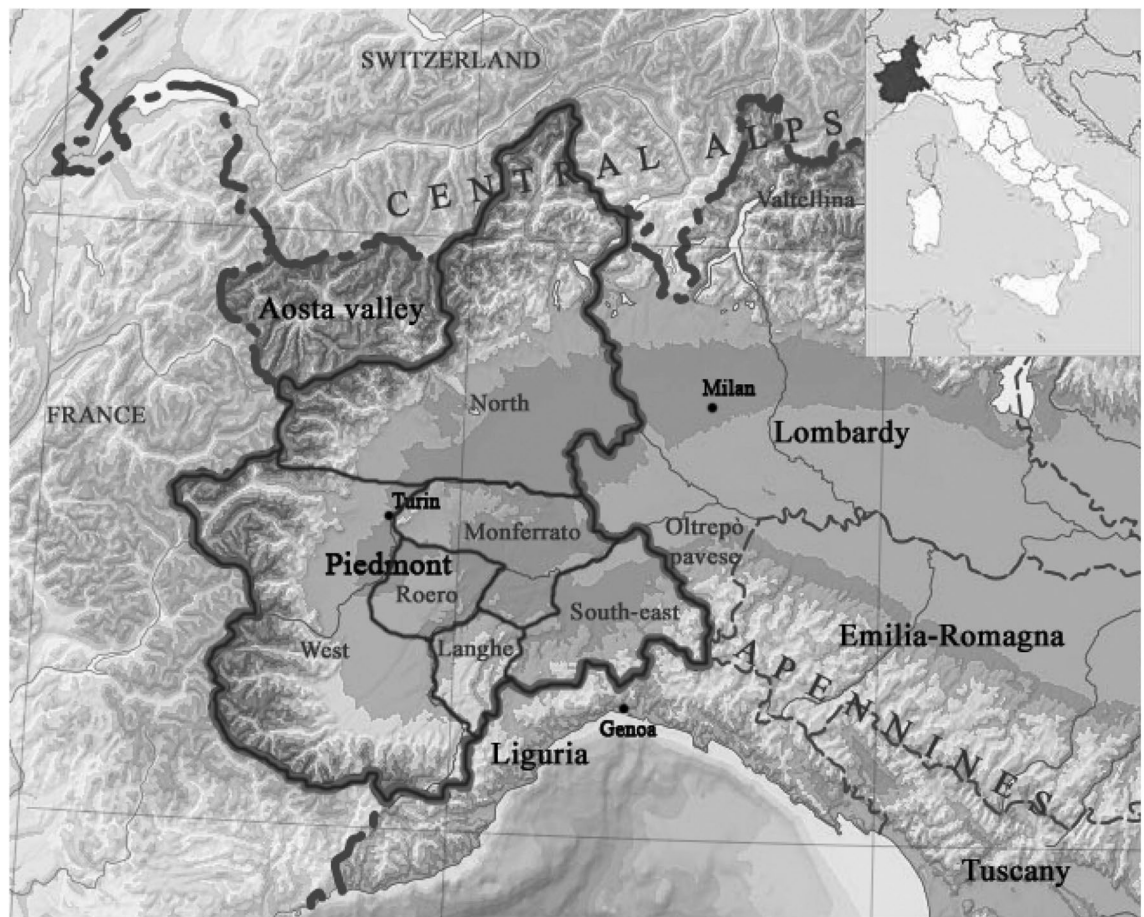 SWITZERLAND
CENTRAL ALPS
Valtellina
Aosta valley
FRANCE
North
Milan
Lombardy
Turin
Monferrato
Oltrepò
pavese
Piedmont
Roero
South-east
West
Langhe
Emilia-Romagna
APENNINES
Genoa
Liguria
Tuscany